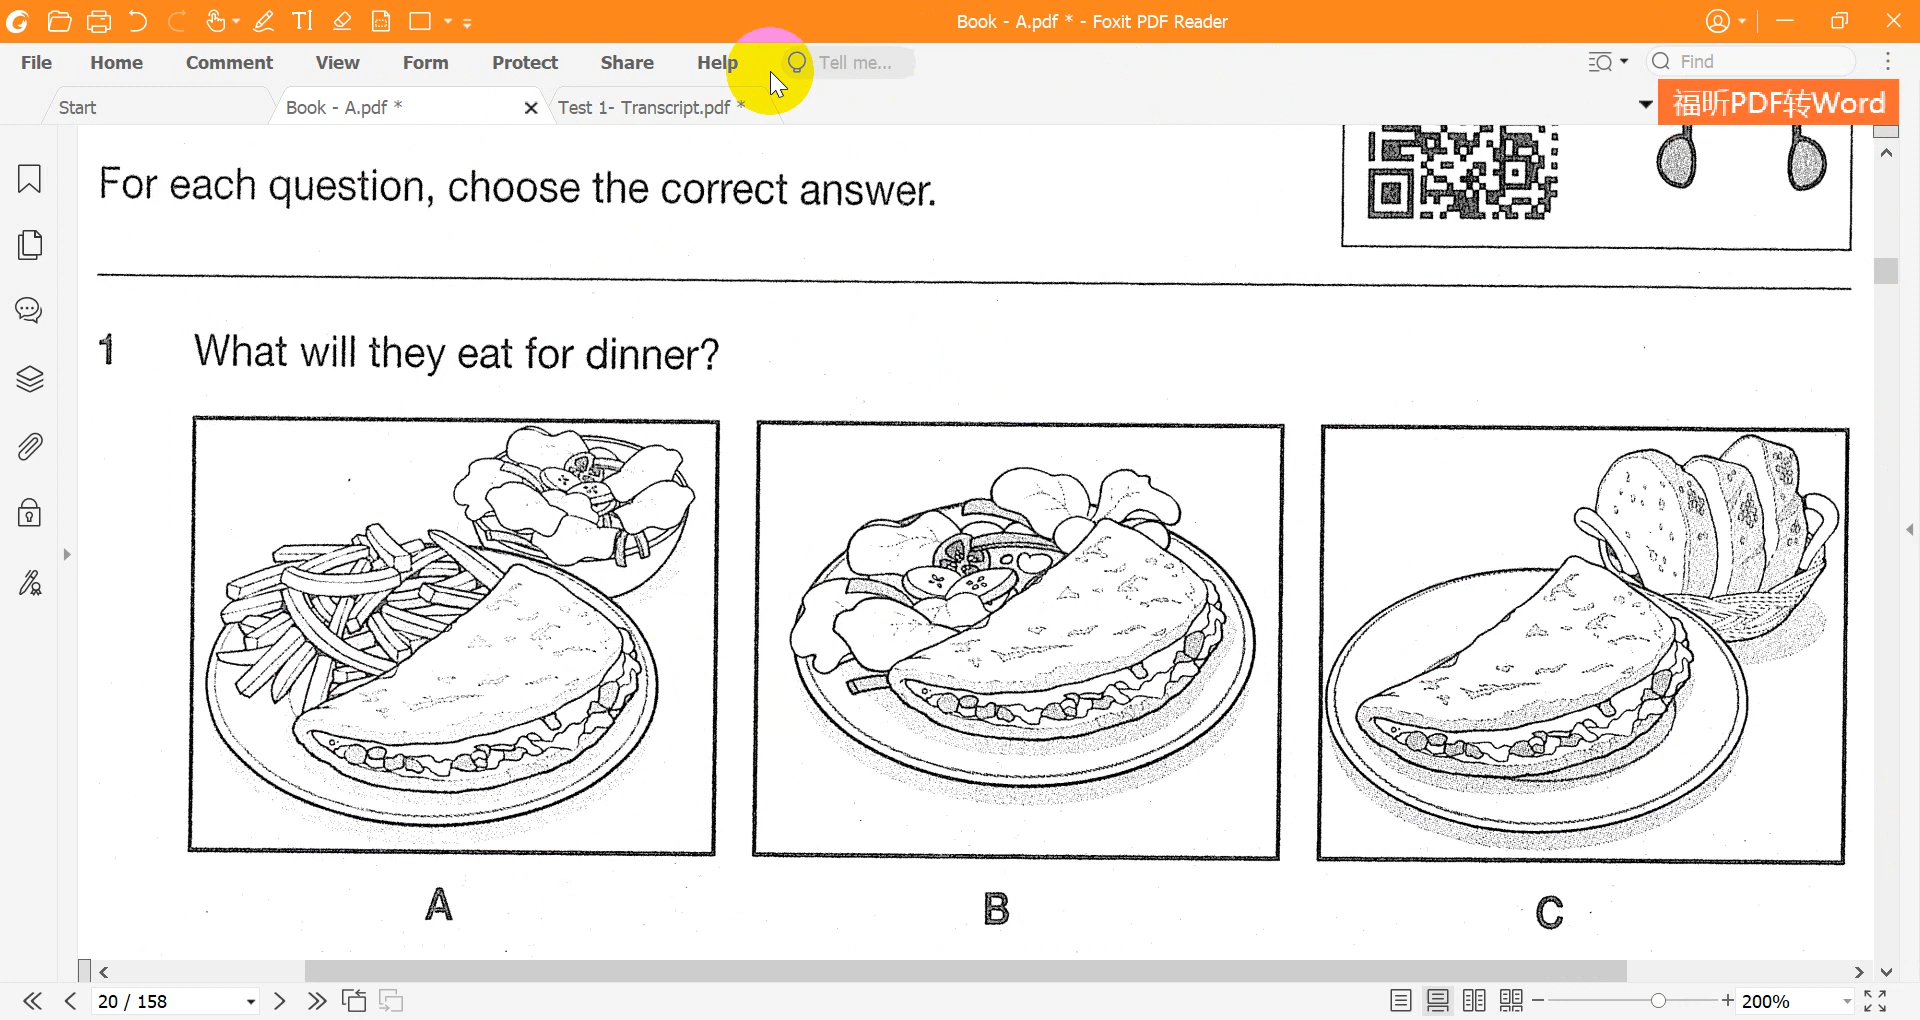 Book - A.pdf * - Foxit PDF Reader
File Home Comment View Form Protect Share Help Tell me... Find
Start Book - A.pdf * Test 1- Transcript.pdf * 福昕PDF转Word
For each question, choose the correct answer.
1 What will they eat for dinner?
A B C
20 / 158 200%